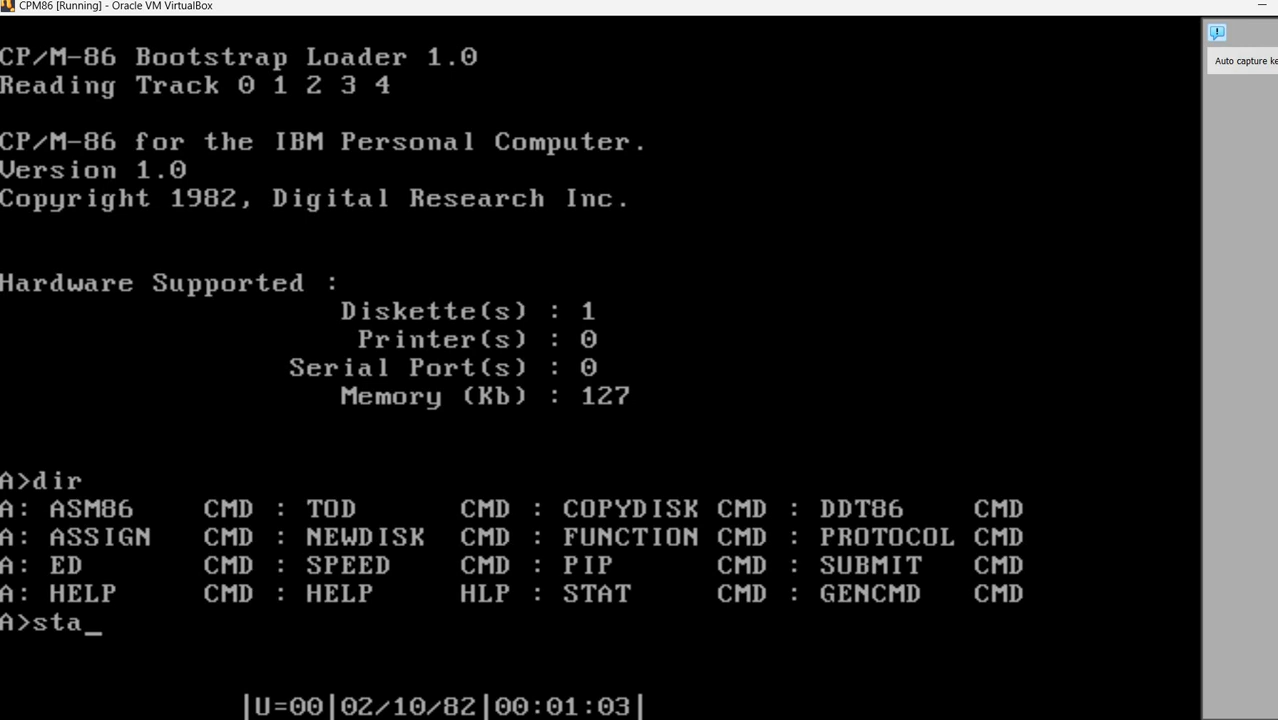 CPM86 [Running] - Oracle VM VirtualBox
CP/M-86 Bootstrap Loader 1.0
Reading Track 0 1 2 3 4
CP/M-86 for the IBM Personal Computer.
Version 1.0
Copyright 1982, Digital Research Inc.
Hardware Supported :
Diskette(s) : 1
Printer(s) : 0
Serial Port(s) : 0
Memory (Kb) : 127
A>dir
A: ASM86 CMD : TOD CMD : COPYDISK CMD : DDT86 CMD
A: ASSIGN CMD : NEWDISK CMD : FUNCTION CMD : PROTOCOL CMD
A: ED CMD : SPEED CMD : PIP CMD : SUBMIT CMD
A: HELP CMD : HELP HLP : STAT CMD : GENCMD CMD
A>sta_
|U=00|02/10/82|00:01:03|
Auto capture ke